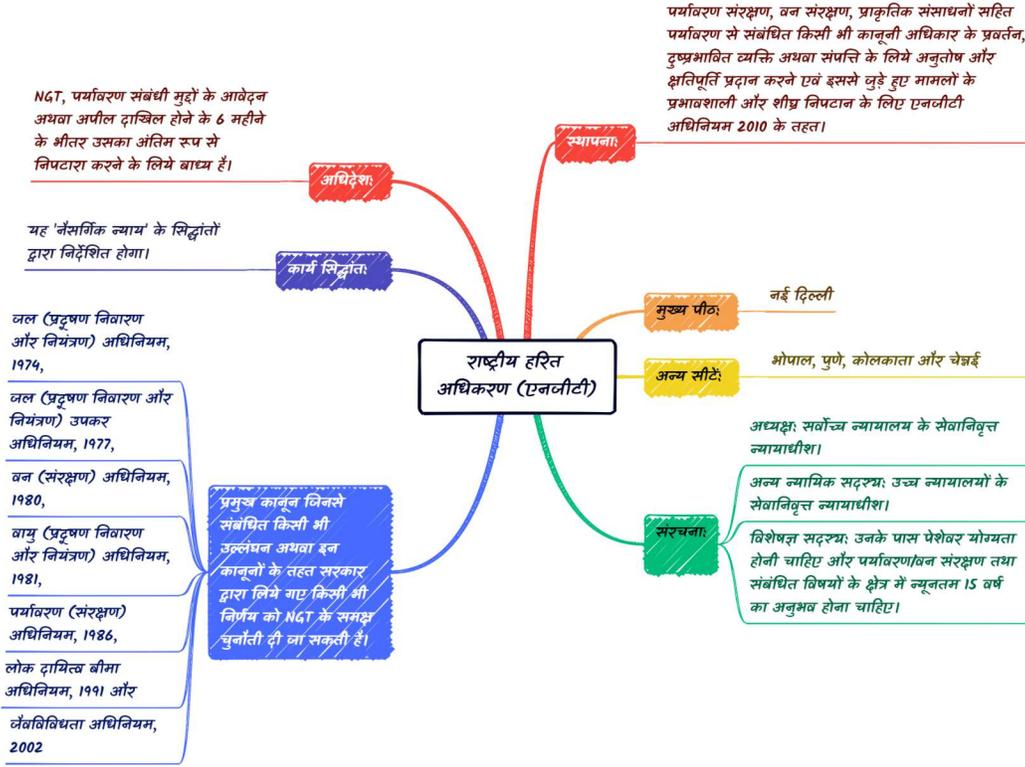 राष्ट्रीय हरित
अधिकरण (एनजीटी)
स्थापना:
पर्यावरण संरक्षण, वन संरक्षण, प्राकृतिक संसाधनों सहित
पर्यावरण से संबंधित किसी भी कानूनी अधिकार के प्रवर्तन,
दुष्प्रभावित व्यक्ति अथवा संपत्ति के लिये अनुतोष और
क्षतिपूर्ति प्रदान करने एवं इससे जुड़े हुए मामलों के
प्रभावशाली और शीघ्र निपटान के लिए एनजीटी
अधिनियम 2010 के तहत।
मुख्य पीठ:
नई दिल्ली
अन्य सीटें:
भोपाल, पुणे, कोलकाता और चेन्नई
संरचना:
अध्यक्ष: सर्वोच्च न्यायालय के सेवानिवृत्त
न्यायाधीश।
अन्य न्यायिक सदस्य: उच्च न्यायालयों के
सेवानिवृत्त न्यायाधीश।
विशेषज्ञ सदस्य: उनके पास पेशेवर योग्यता
होनी चाहिए और पर्यावरण/वन संरक्षण तथा
संबंधित विषयों के क्षेत्र में न्यूनतम 15 वर्ष
का अनुभव होना चाहिए।
अधिदेश:
NGT, पर्यावरण संबंधी मुद्दों के आवेदन
अथवा अपील दाखिल होने के 6 महीने
के भीतर उसका अंतिम रूप से
निपटारा करने के लिये बाध्य है।
कार्य सिद्धांत:
यह 'नैसर्गिक न्याय' के सिद्धांतों
द्वारा निर्देशित होगा।
प्रमुख कानून जिनसे
संबंधित किसी भी
उल्लंघन अथवा इन
कानूनों के तहत सरकार
द्वारा लिये गए किसी भी
निर्णय को NGT के समक्ष
चुनौती दी जा सकती है।
जल (प्रदूषण निवारण
और नियंत्रण) अधिनियम,
1974,
जल (प्रदूषण निवारण और
नियंत्रण) उपकर
अधिनियम, 1977,
वन (संरक्षण) अधिनियम,
1980,
वायु (प्रदूषण निवारण
और नियंत्रण) अधिनियम,
1981,
पर्यावरण (संरक्षण)
अधिनियम, 1986,
लोक दायित्व बीमा
अधिनियम, 1991 और
जैवविविधता अधिनियम,
2002